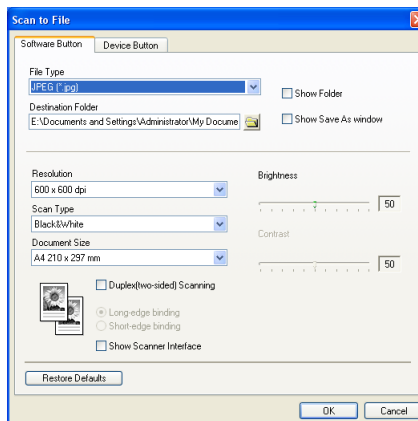 Scan to File
Software Button
Device Button
File Type
JPEG (*.jpg)
Show Folder
Destination Folder
E:\Documents and Settings\Administrator\My Docume
Show Save As window
Resolution
Brightness
600 x 600 dpi
50
Scan Type
Black&White
Contrast
Document Size
A4 210 x 297 mm
50
Duplex(two-sided) Scanning
Long-edge binding
Short-edge binding
Show Scanner Interface
Restore Defaults
OK
Cancel